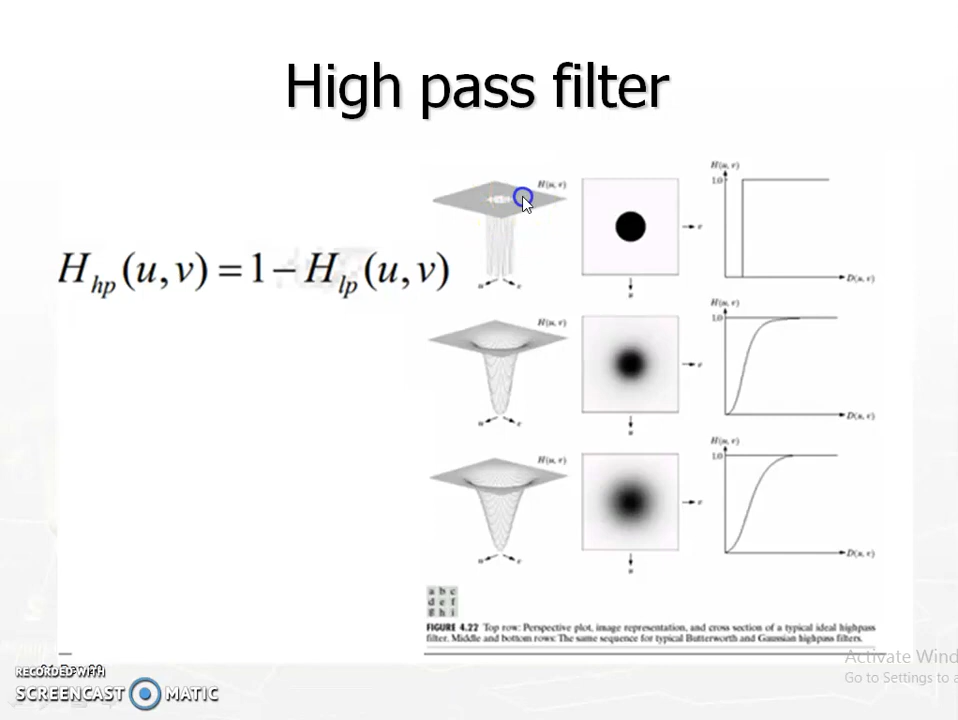 High pass filter
H_hp (u,v) = 1 − H_lp (u,v)
H(u, v)
v
u
u
v
H(u, v)
1.0
D(u, v)
H(u, v)
v
u
u
v
H(u, v)
1.0
D(u, v)
H(u, v)
v
u
u
v
H(u, v)
1.0
D(u, v)
a b c
d e f
g h i
FIGURE 4.22 Top row: Perspective plot, image representation, and cross section of a typical ideal highpass
filter. Middle and bottom rows: The same sequence for typical Butterworth and Gaussian highpass filters.
RECORDED WITH
SCREENCAST MATIC
Activate Wind
Go to Settings to a